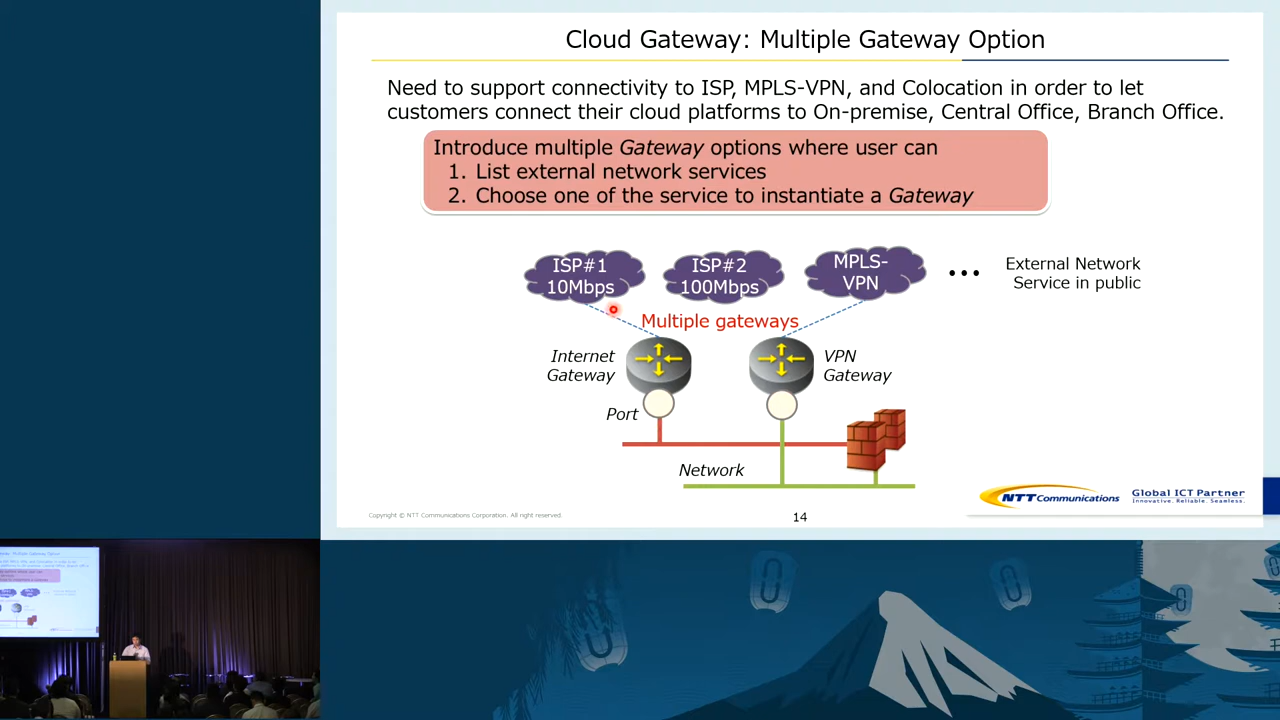 Cloud Gateway: Multiple Gateway Option
Need to support connectivity to ISP, MPLS-VPN, and Colocation in order to let
customers connect their cloud platforms to On-premise, Central Office, Branch Office.
Introduce multiple Gateway options where user can
1. List external network services
2. Choose one of the service to instantiate a Gateway
ISP#1
10Mbps
ISP#2
100Mbps
MPLS-
VPN
•••
External Network
Service in public
Multiple gateways
Internet
Gateway
VPN
Gateway
Port
Network
NTT Communications
Global ICT Partner
Innovative. Reliable. Seamless.
Copyright © NTT Communications Corporation. All right reserved.
14